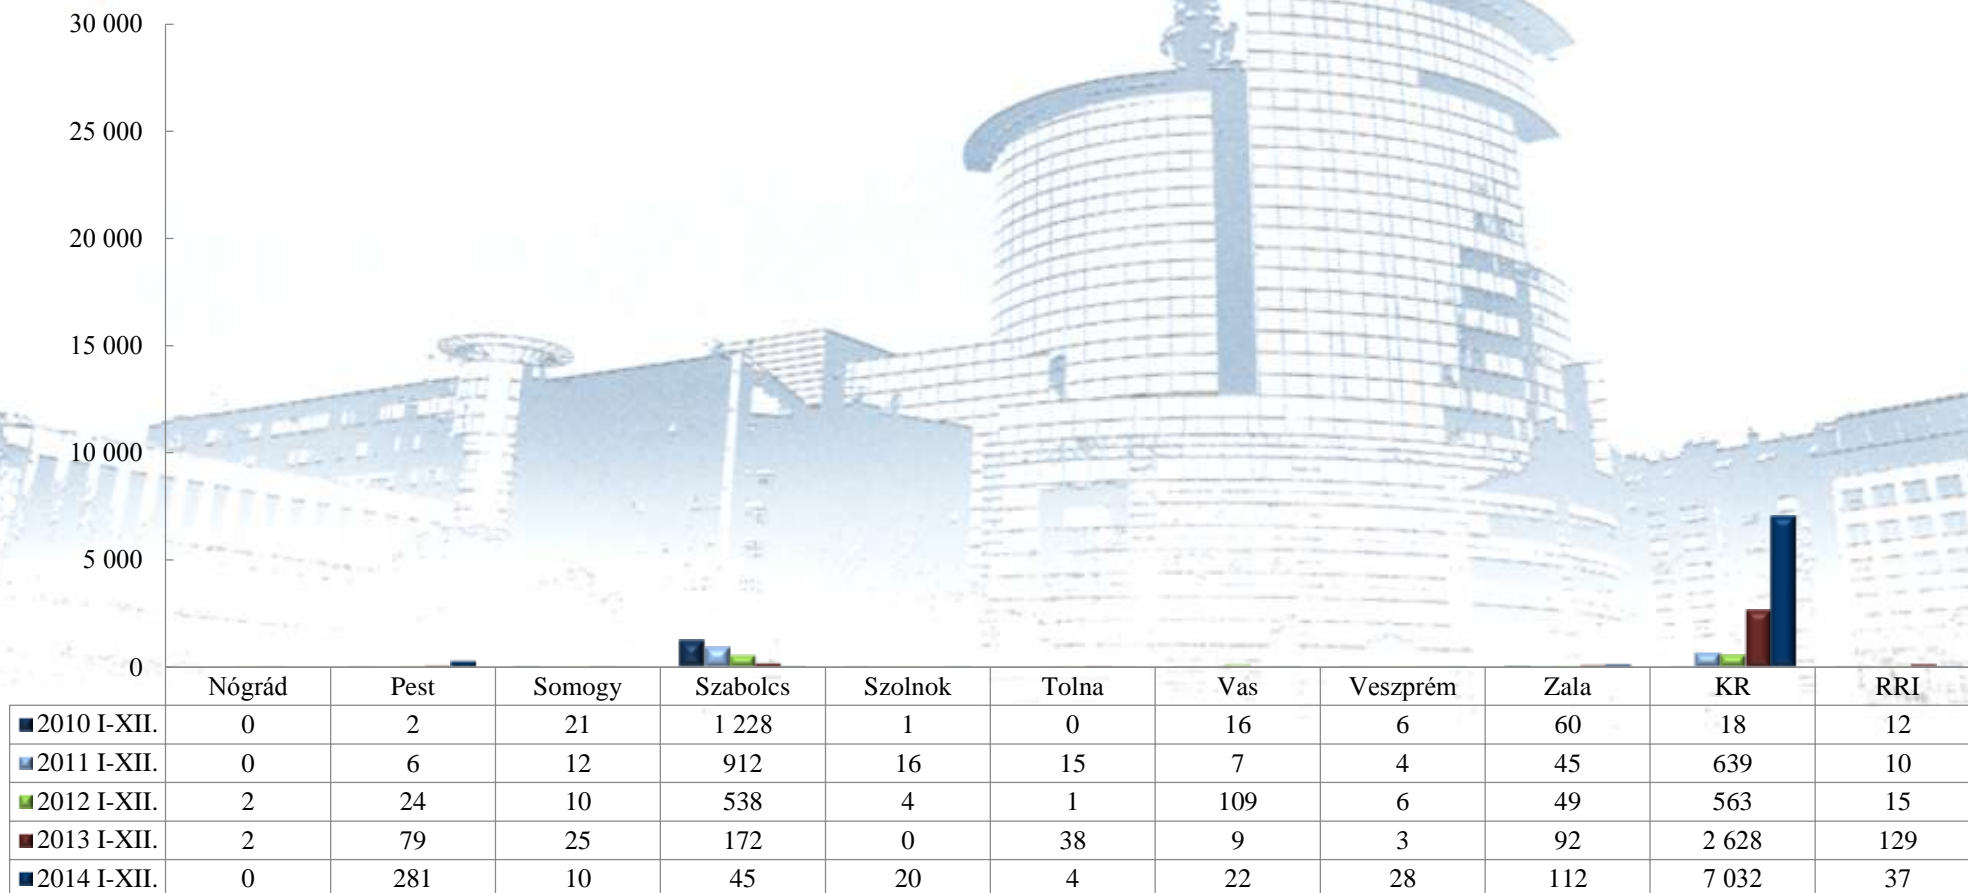 30 000
25 000
20 000
15 000
10 000
5 000
0
Nógrád Pest Somogy Szabolcs Szolnok Tolna Vas Veszprém Zala KR RRI
2010 I-XII. 0 2 21 1 228 1 0 16 6 60 18 12
2011 I-XII. 0 6 12 912 16 15 7 4 45 639 10
2012 I-XII. 2 24 10 538 4 1 109 6 49 563 15
2013 I-XII. 2 79 25 172 0 38 9 3 92 2 628 129
2014 I-XII. 0 281 10 45 20 4 22 28 112 7 032 37